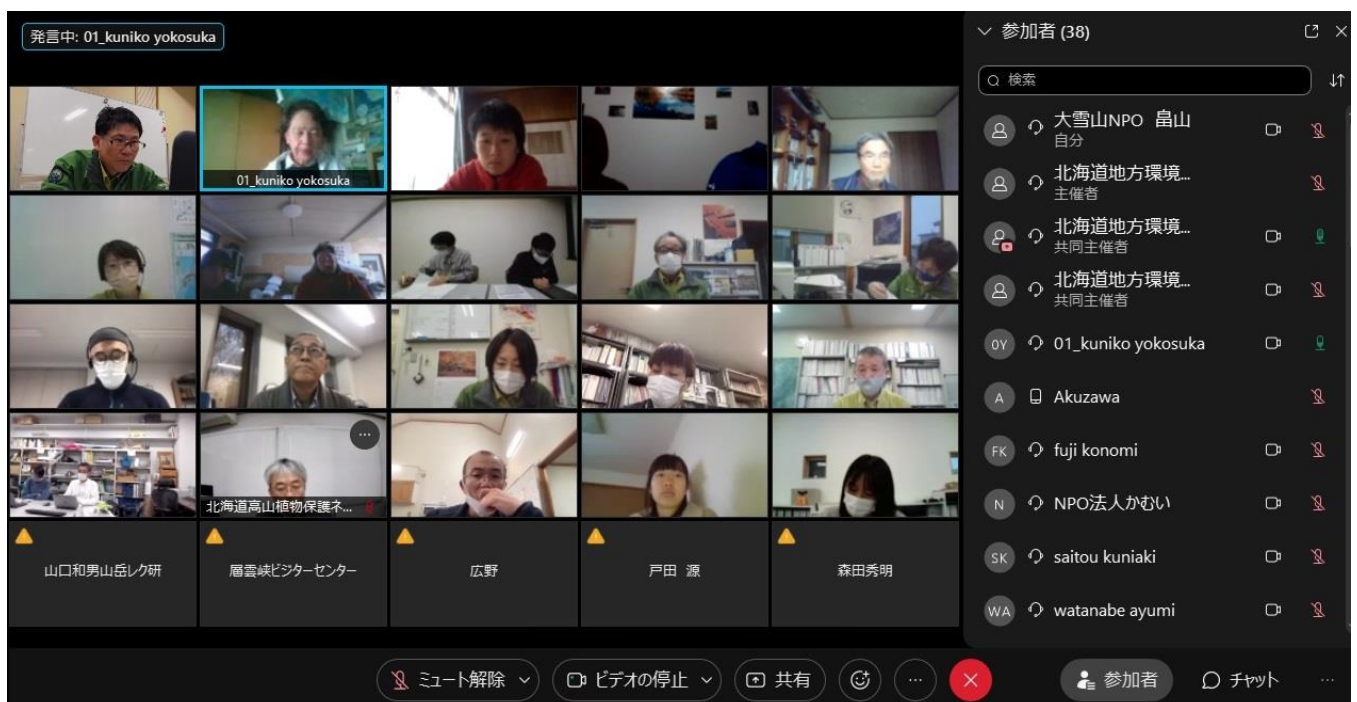 発言中: 01_kuniko yokosuka
01_kuniko yokosuka
北海道高山植物保護ネ...
山口和男山岳レク研
層雲峡ビジターセンター
広野
戸田 源
森田秀明
参加者 (38)
検索
大雪山NPO 畠山
自分
北海道地方環境...
主催者
北海道地方環境...
共同主催者
北海道地方環境...
共同主催者
OY 01_kuniko yokosuka
A Akuzawa
FK fuji konomi
N NPO法人かむい
SK saitou kuniaki
WA watanabe ayumi
ミュート解除
ビデオの停止
共有
参加者
チャット